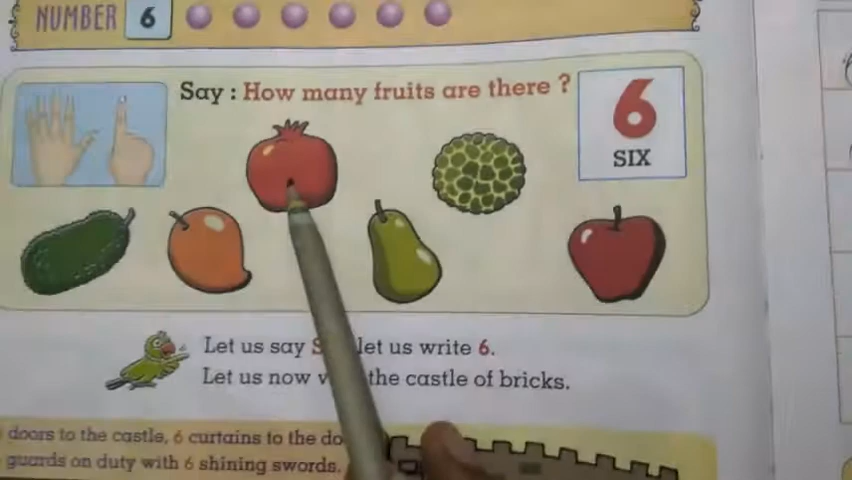 NUMBER 6
Say : How many fruits are there ?
6
SIX
Let us say let us write 6.
Let us now the castle of bricks.
doors to the castle, 6 curtains to the
guards on duty with 6 shining swords.